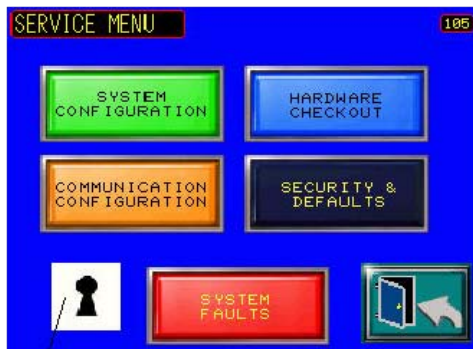 SERVICE MENU
105
SYSTEM
CONFIGURATION
HARDWARE
CHECKOUT
COMMUNICATION
CONFIGURATION
SECURITY &
DEFAULTS
SYSTEM
FAULTS